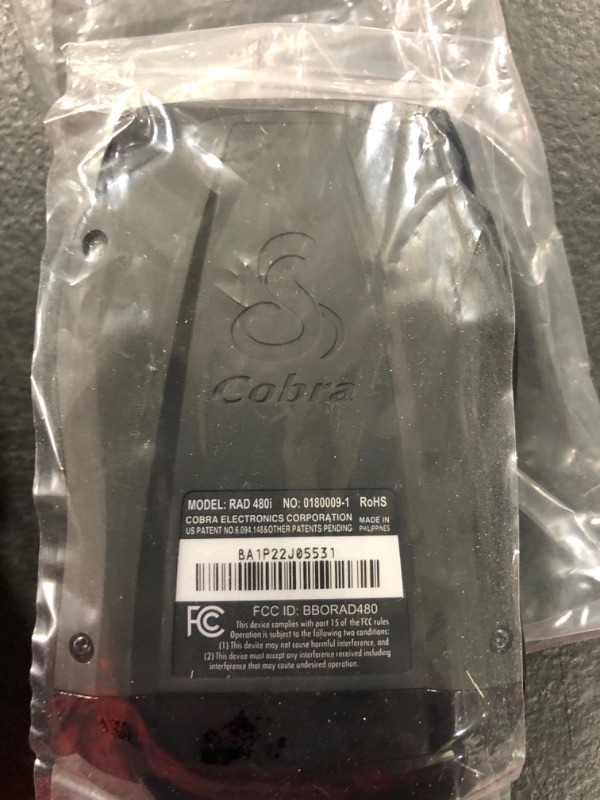 Cobra
MODEL: RAD 480i NO: 0180009-1 RoHS
COBRA ELECTRONICS CORPORATION MADE IN
US PATENT NO 6,094,148&OTHER PATENTS PENDING PHLIPPNES
BA1P22J05531
FC FCC ID: BBORAD480
This device complies with part 15 of the FCC rules
Operation is subject to the following two conditions:
(1) This device may not cause harmful interference, and
(2) This device must accept any interference received including
interference that may cause undesired operation.